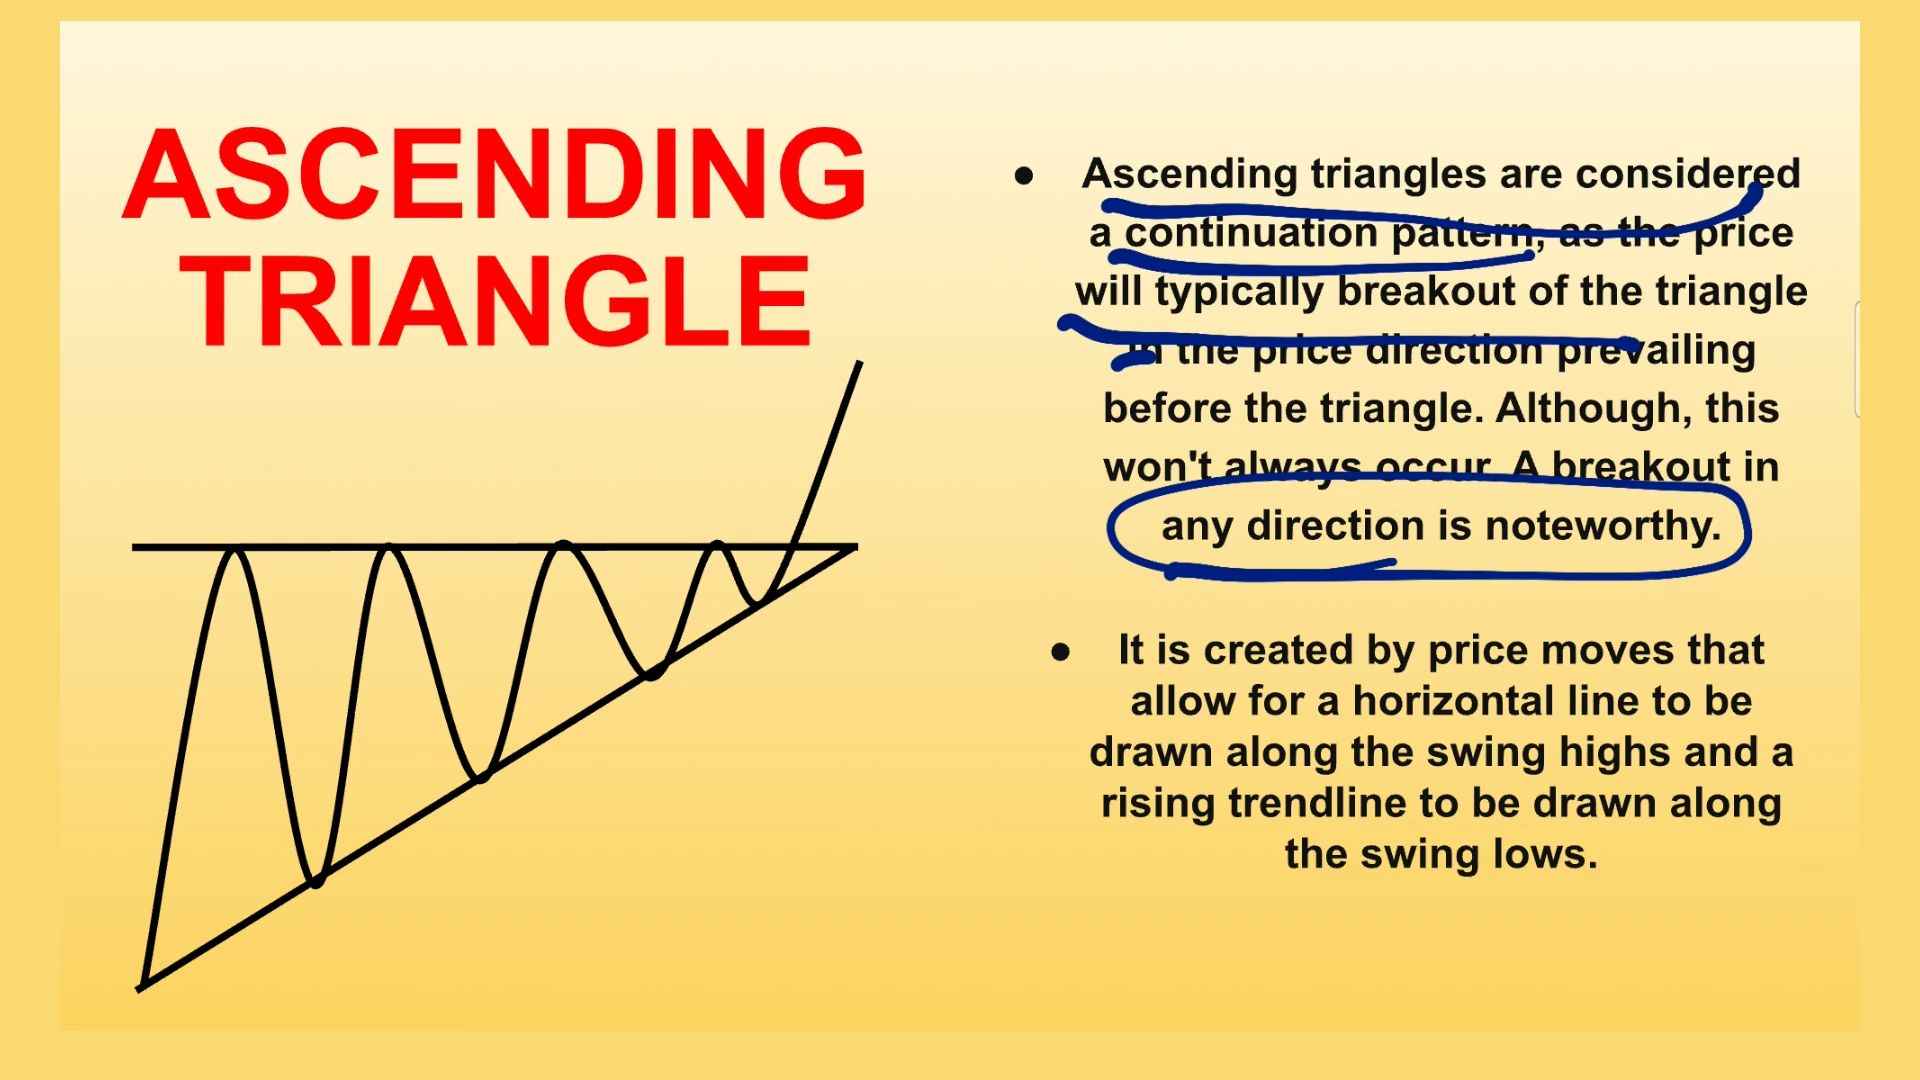 ASCENDING
TRIANGLE
• Ascending triangles are considered
a continuation pattern, as the price
will typically breakout of the triangle
in the price direction prevailing
before the triangle. Although, this
won't always occur. A breakout in
any direction is noteworthy.
• It is created by price moves that
allow for a horizontal line to be
drawn along the swing highs and a
rising trendline to be drawn along
the swing lows.